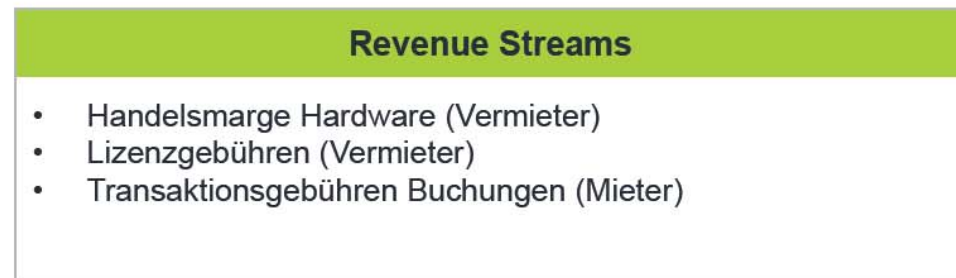 Revenue Streams
• Handelsmarge Hardware (Vermieter)
• Lizenzgebühren (Vermieter)
• Transaktionsgebühren Buchungen (Mieter)